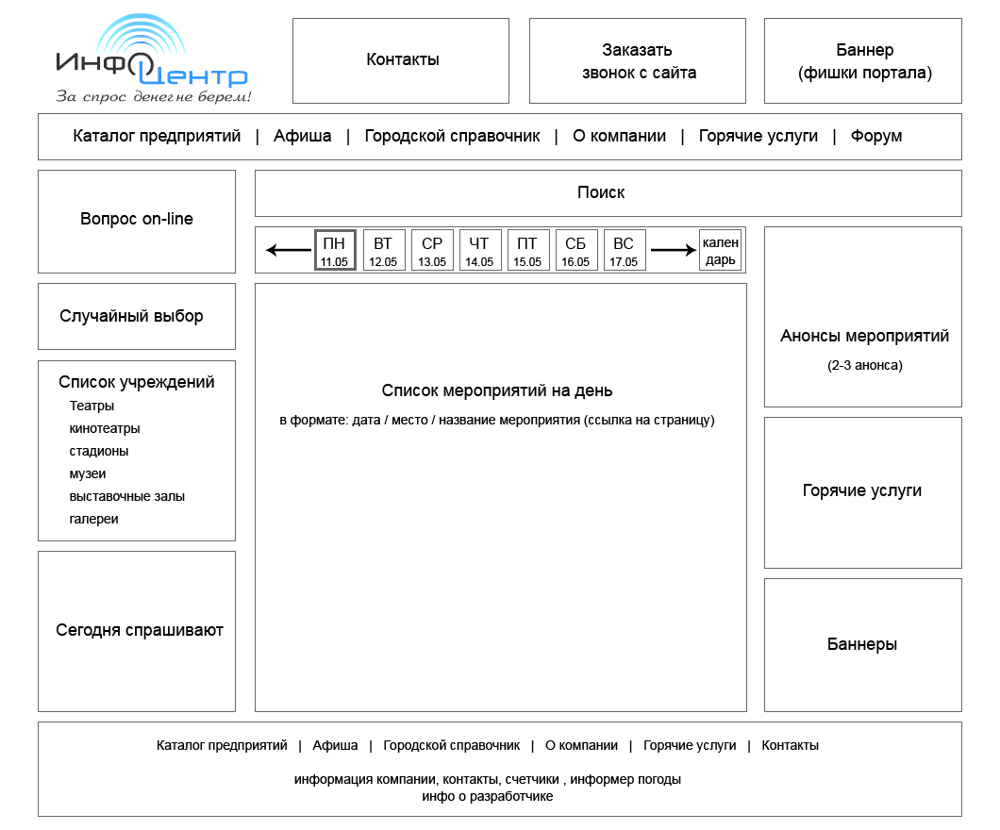 ИНФОЦЕНТР
За спрос денег не берем!
Контакты
Заказать
звонок с сайта
Баннер
(фишки портала)
Каталог предприятий | Афиша | Городской справочник | О компании | Горячие услуги | Форум
Вопрос on-line
Поиск
ПН ВТ СР ЧТ ПТ СБ ВС
11.05 12.05 13.05 14.05 15.05 16.05 17.05
кален
дарь
Случайный выбор
Список учреждений
Театры
кинотеатры
стадионы
музеи
выставочные залы
галереи
Сегодня спрашивают
Список мероприятий на день
в формате: дата / место / название мероприятия (ссылка на страницу)
Анонсы мероприятий
(2-3 анонса)
Горячие услуги
Баннеры
Каталог предприятий | Афиша | Городской справочник | О компании | Горячие услуги | Контакты
информация компании, контакты, счетчики , информер погоды
инфо о разработчике